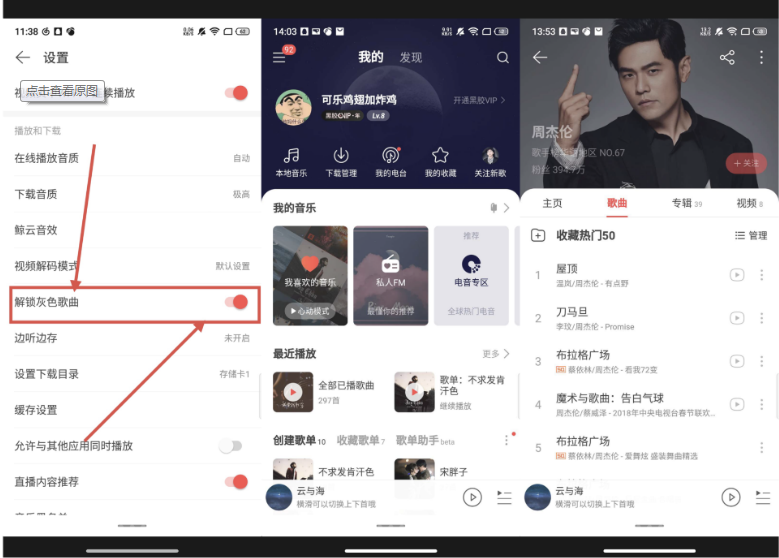 11:38
设置
点击查看原图
续播放
播放和下载
在线播放音质
自动
下载音质
极高
鲸云音效
视频解码模式
默认设置
解锁灰色歌曲
边听边存
未开启
设置下载目录
存储卡1
缓存设置
允许与其他应用同时播放
直播内容推荐
14:03
92
我的
发现
可乐鸡翅加炸鸡
开通黑胶VIP
Lv.8
本地音乐
下载管理
我的电台
我的收藏
关注新歌
我的音乐
我喜欢的音乐
心动模式
私人FM
最懂你的推荐
推荐
电音专区
全球热门电音
最近播放
更多
全部已播歌曲
297首
歌单：不求发肯
汗色
继续播放
创建歌单10
收藏歌单7
歌单助手beta
不求发肯汗色
宋胖子
云与海
横滑可以切换上下首哦
13:53
周杰伦
NO.67
粉丝 394.7万
+ 关注
主页
歌曲
专辑 39
视频 8
收藏热门50
管理
1
屋顶
温岚/周杰伦 - 有点野
2
刀马旦
李玟/周杰伦 - Promise
3
布拉格广场
蔡依林/周杰伦 - 看我72变
4
魔术与歌曲：告白气球
周杰伦/蔡威泽 - 2018年中央电视台春节联欢...
5
布拉格广场
蔡依林/周杰伦 - 爱舞炫 盛装舞曲精选
云与海
横滑可以切换上下首哦